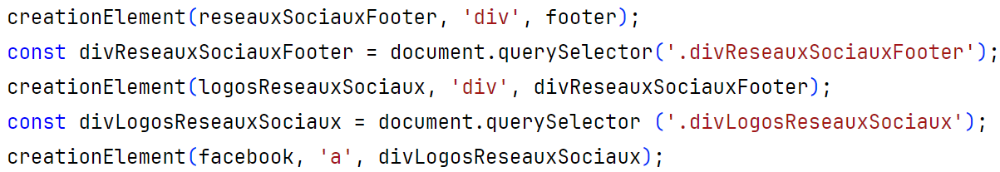 creationElement(reseauxSociauxFooter, 'div', footer);
const divReseauxSociauxFooter = document.querySelector('.divReseauxSociauxFooter');
creationElement(logosReseauxSociaux, 'div', divReseauxSociauxFooter);
const divLogosReseauxSociaux = document.querySelector ('.divLogosReseauxSociaux');
creationElement(facebook, 'a', divLogosReseauxSociaux);